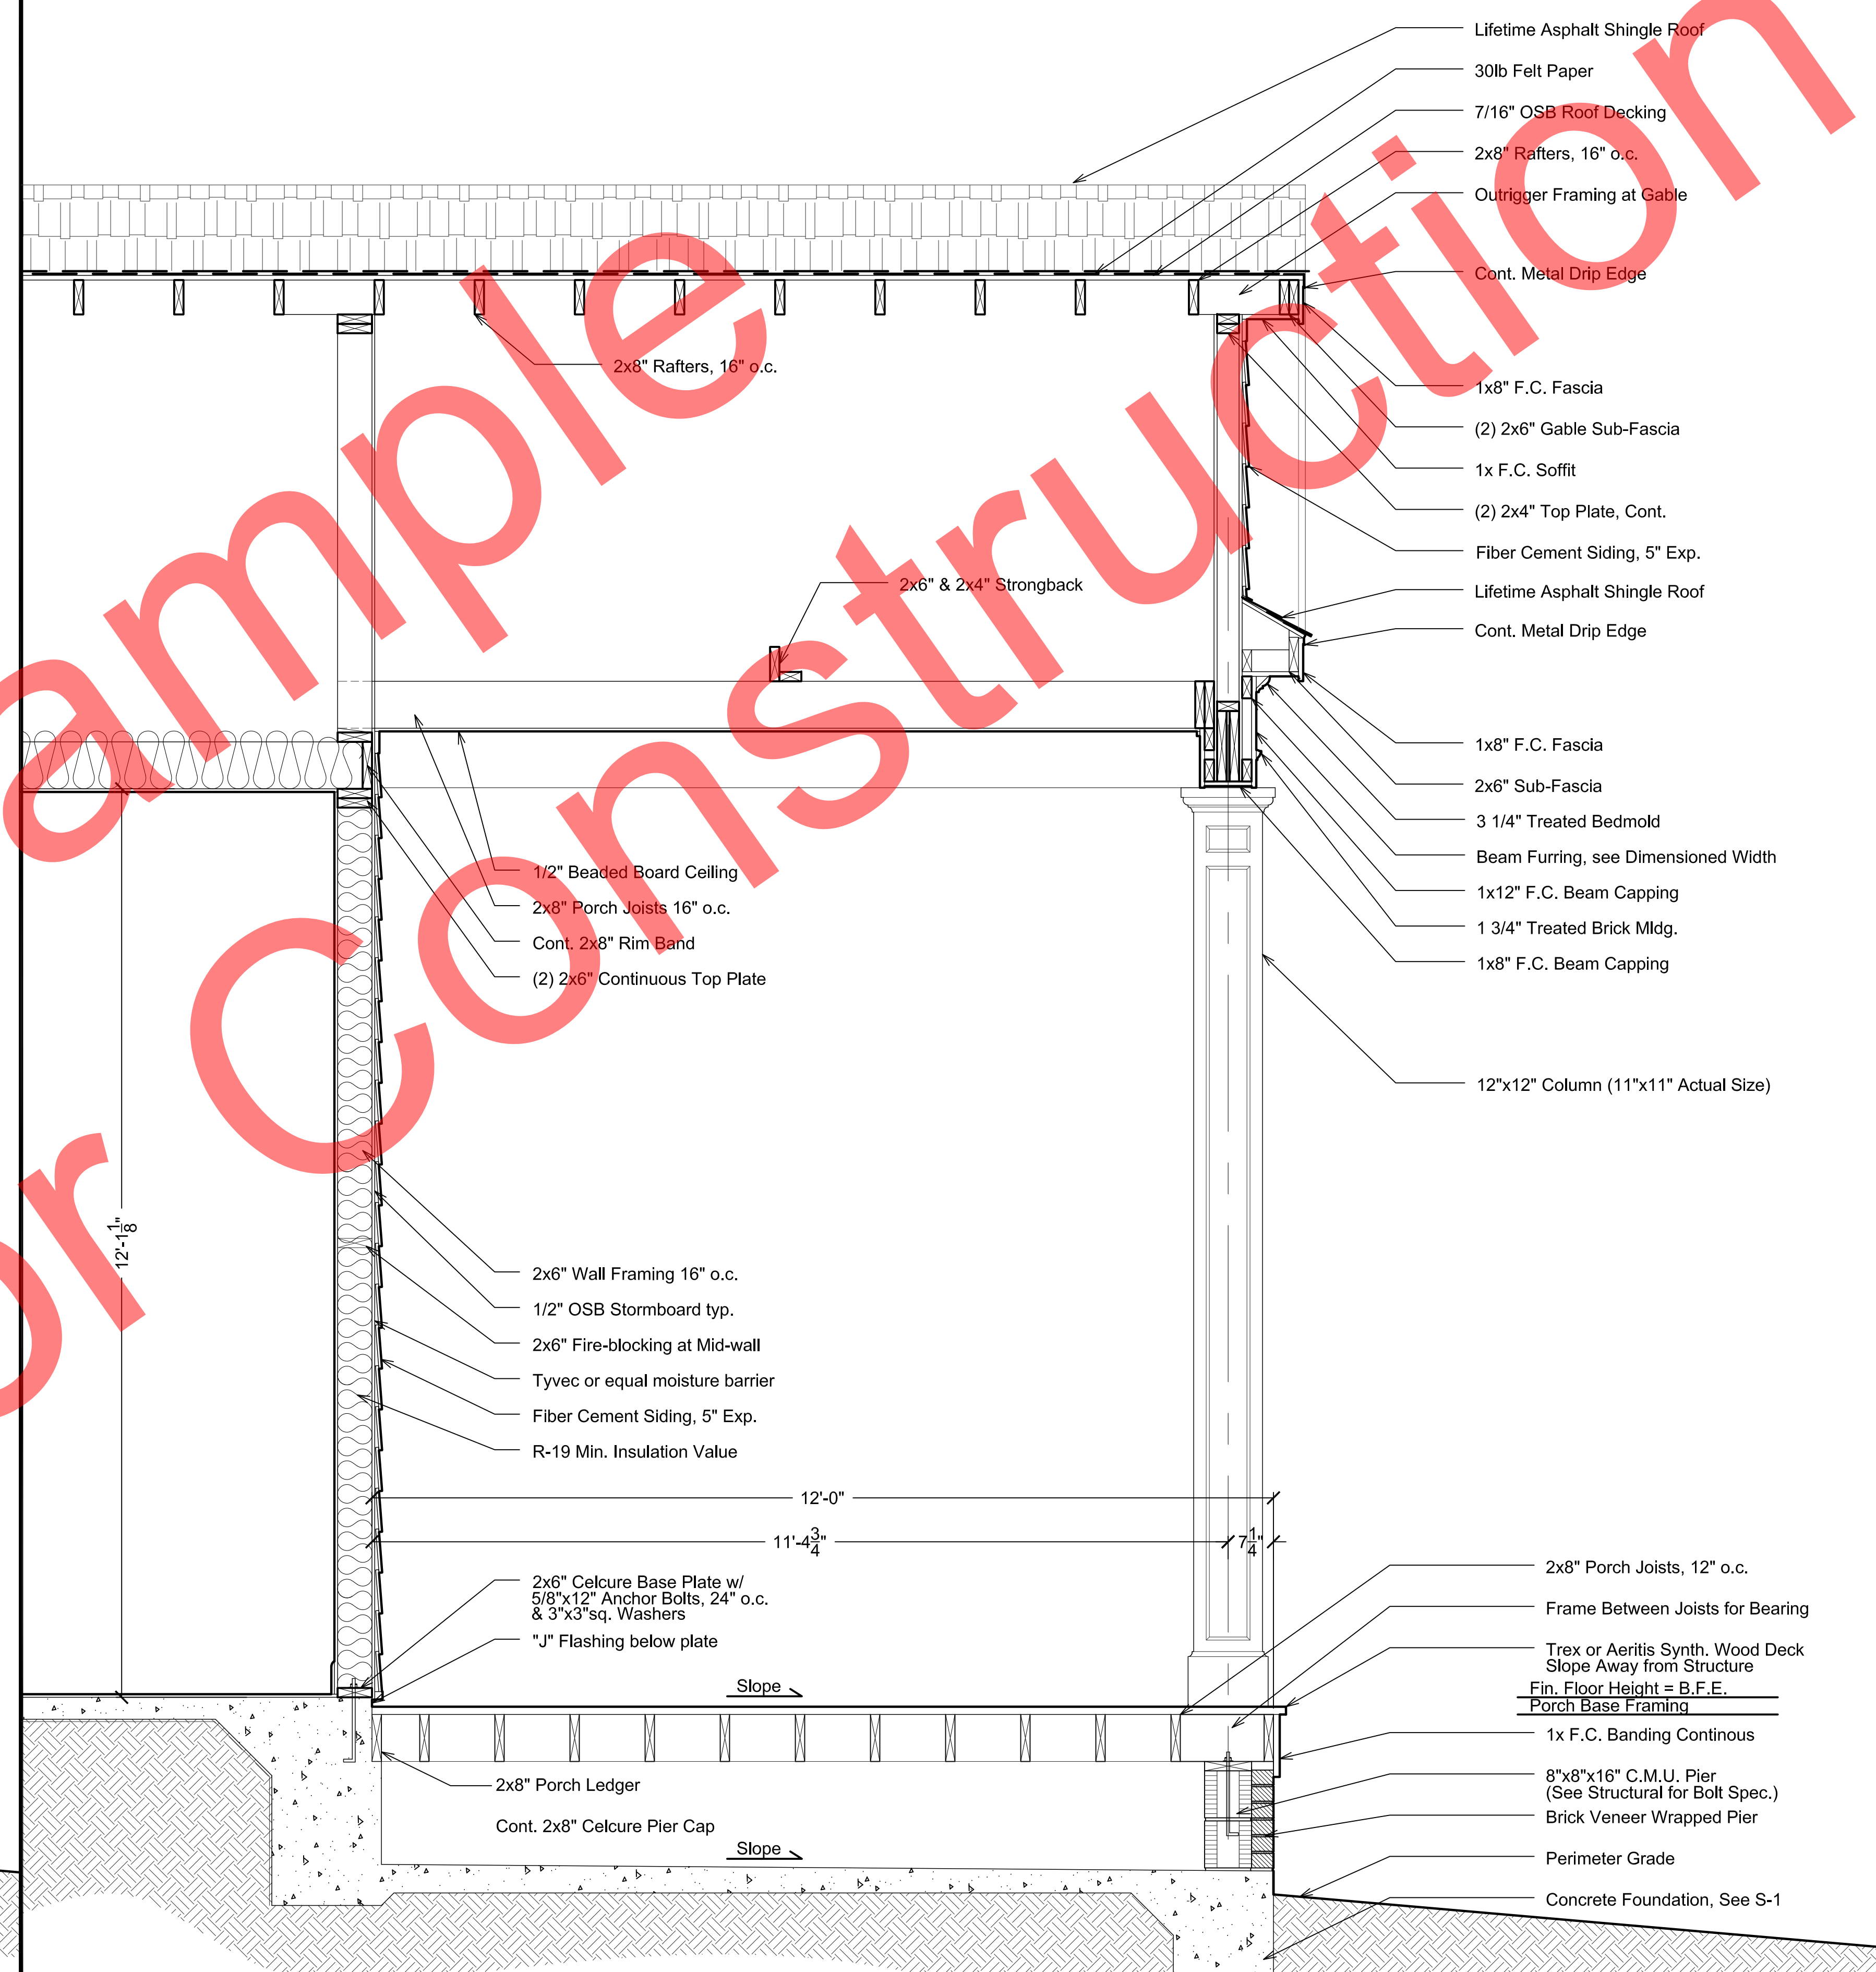 Lifetime Asphalt Shingle Roof
30lb Felt Paper
7/16" OSB Roof Decking
2x8" Rafters, 16" o.c.
Outrigger Framing at Gable
Cont. Metal Drip Edge
2x8" Rafters, 16" o.c.
1x8" F.C. Fascia
(2) 2x6" Gable Sub-Fascia
1x F.C. Soffit
(2) 2x4" Top Plate, Cont.
Fiber Cement Siding, 5" Exp.
2x6" & 2x4" Strongback
Lifetime Asphalt Shingle Roof
Cont. Metal Drip Edge
1x8" F.C. Fascia
2x6" Sub-Fascia
3 1/4" Treated Bedmold
Beam Furring, see Dimensioned Width
1x12" F.C. Beam Capping
1 3/4" Treated Brick Mldg.
1x8" F.C. Beam Capping
1/2" Beaded Board Ceiling
2x8" Porch Joists 16" o.c.
Cont. 2x8" Rim Band
(2) 2x6" Continuous Top Plate
12"x12" Column (11"x11" Actual Size)
12'-1 1/8"
2x6" Wall Framing 16" o.c.
1/2" OSB Stormboard typ.
2x6" Fire-blocking at Mid-wall
Tyvec or equal moisture barrier
Fiber Cement Siding, 5" Exp.
R-19 Min. Insulation Value
12'-0"
11'-4 3/4"
7 1/4"
2x6" Celcure Base Plate w/
5/8"x12" Anchor Bolts, 24" o.c.
& 3"x3"sq. Washers
"J" Flashing below plate
Slope
2x8" Porch Joists, 12" o.c.
Frame Between Joists for Bearing
Trex or Aeritis Synth. Wood Deck
Slope Away from Structure
Fin. Floor Height = B.F.E.
Porch Base Framing
1x F.C. Banding Continous
8"x8"x16" C.M.U. Pier
(See Structural for Bolt Spec.)
Brick Veneer Wrapped Pier
Perimeter Grade
Concrete Foundation, See S-1
2x8" Porch Ledger
Cont. 2x8" Celcure Pier Cap
Slope
ample
or Construction